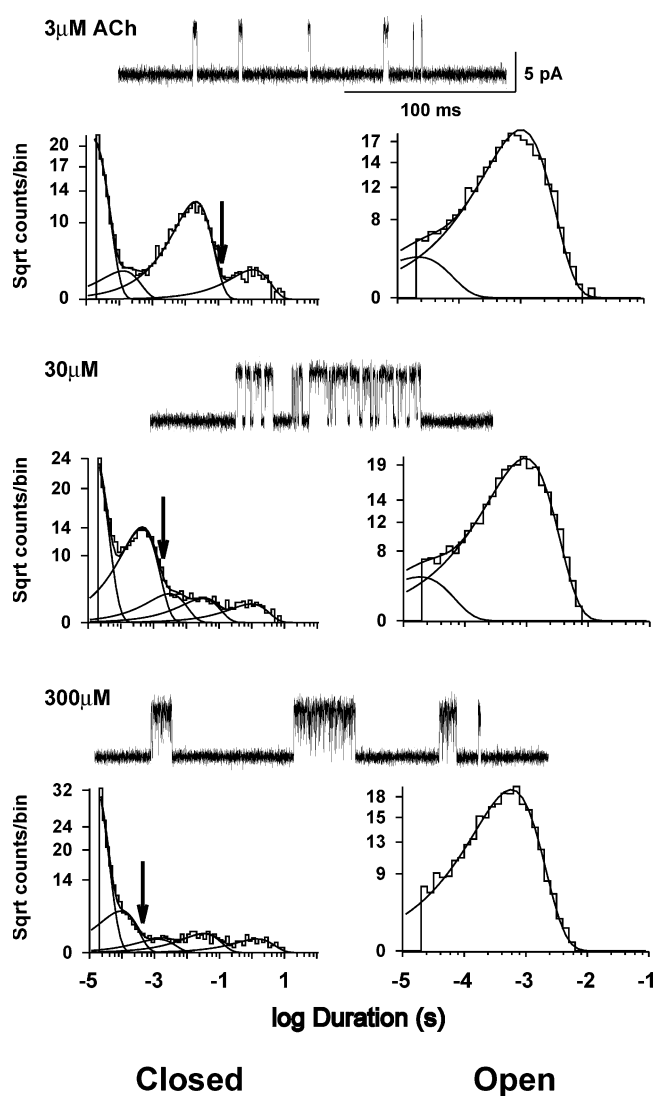 3µM ACh
5 pA
100 ms
Sqrt counts/bin
20
17
14
10
0
17
14
12
8
0
30µM
Sqrt counts/bin
24
20
14
10
0
19
14
12
8
0
300µM
Sqrt counts/bin
32
24
20
14
0
18
15
13
9
0
-5 -3 -1 1
-5 -4 -3 -2 -1
log Duration (s)
Closed Open